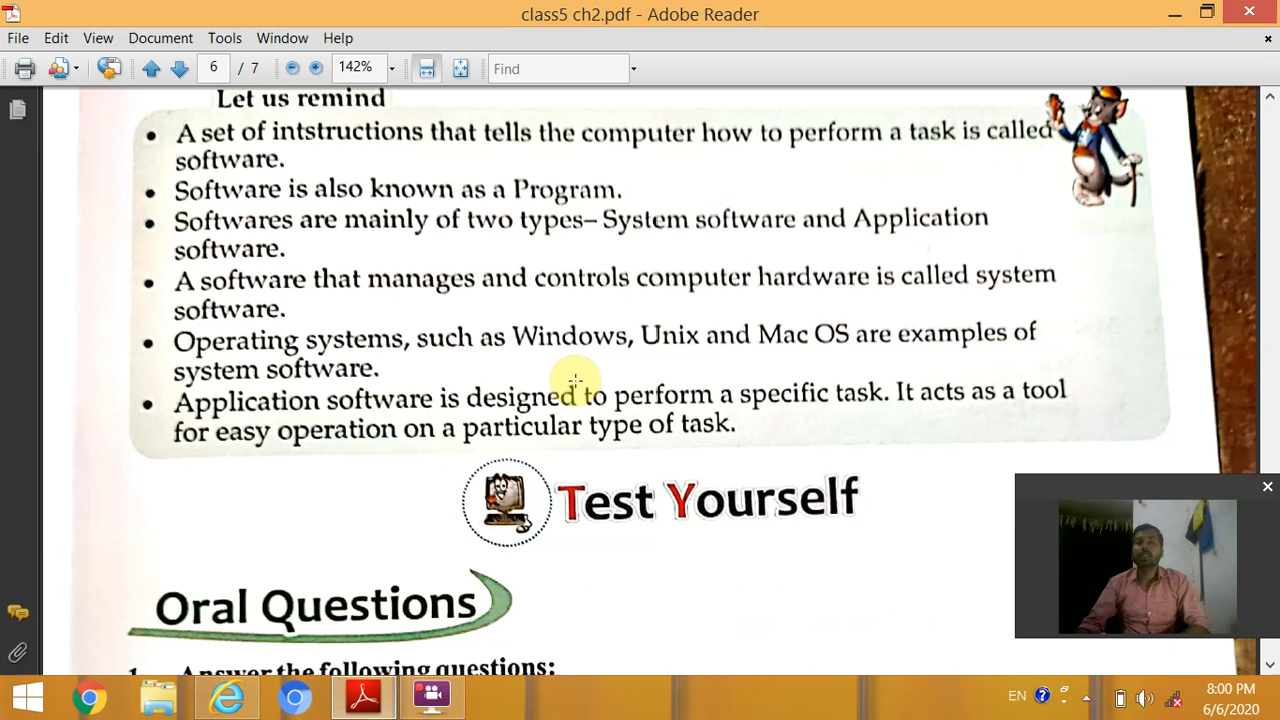 class5 ch2.pdf - Adobe Reader
File Edit View Document Tools Window Help
6 / 7 142% Find
Let us remind
• A set of intstructions that tells the computer how to perform a task is called
software.
• Software is also known as a Program.
• Softwares are mainly of two types– System software and Application
software.
• A software that manages and controls computer hardware is called system
software.
• Operating systems, such as Windows, Unix and Mac OS are examples of
system software.
• Application software is designed to perform a specific task. It acts as a tool
for easy operation on a particular type of task.
Test Yourself
Oral Questions
1. Answer the following questions:
EN 8:00 PM
6/6/2020